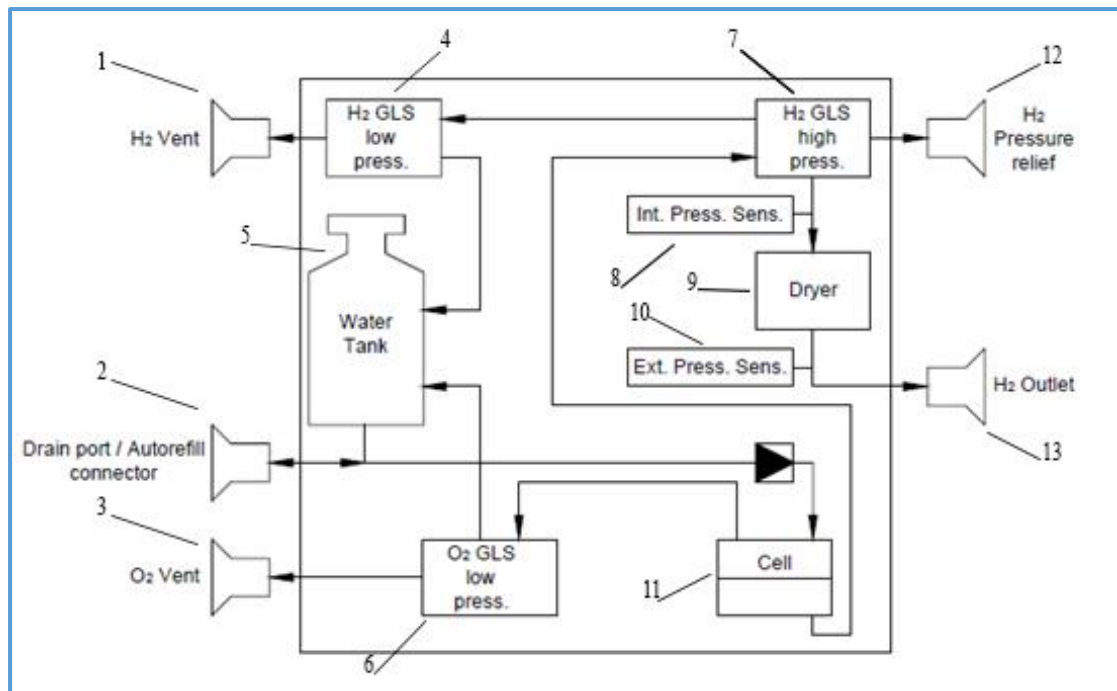 1
4
7
12
H₂ Vent
H₂ GLS
low
press.
H₂ GLS
high
press.
H₂
Pressure
relief
5
Int. Press. Sens.
8
9
Dryer
Water
Tank
10
Ext. Press. Sens.
H₂ Outlet
2
13
Drain port / Autorefill
connector
3
O₂ Vent
O₂ GLS
low
press.
Cell
11
6